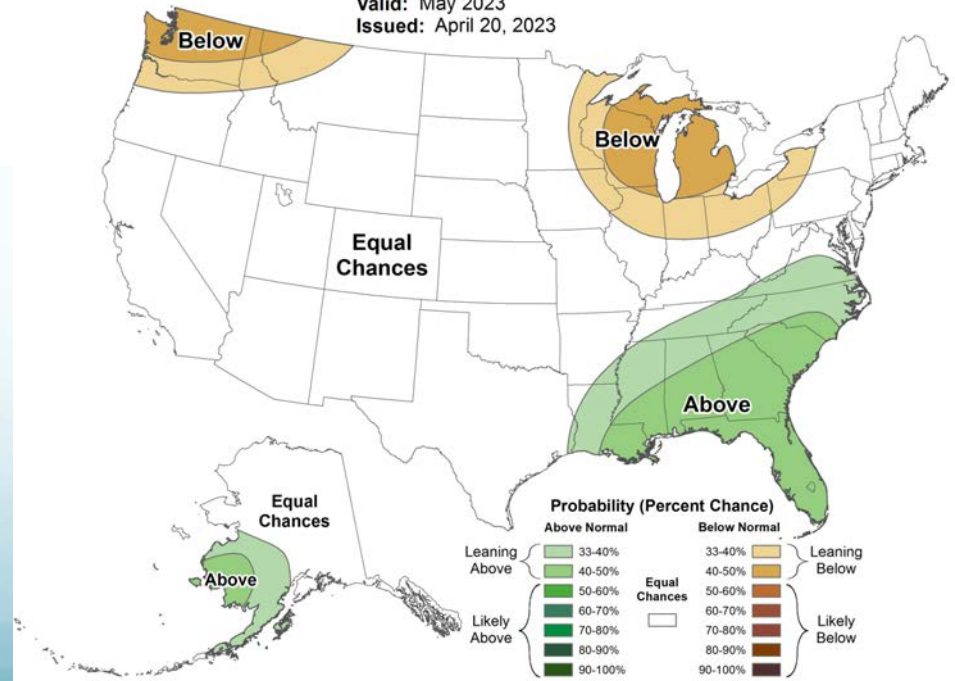 Valid: May 2023
Issued: April 20, 2023
Below
Below
Equal
Chances
Above
Equal
Chances
Above
Probability (Percent Chance)
Above Normal
Below Normal
Leaning
Above
33-40%
40-50%
Likely
Above
50-60%
60-70%
70-80%
80-90%
90-100%
Equal
Chances
33-40%
40-50%
Leaning
Below
50-60%
60-70%
70-80%
80-90%
90-100%
Likely
Below